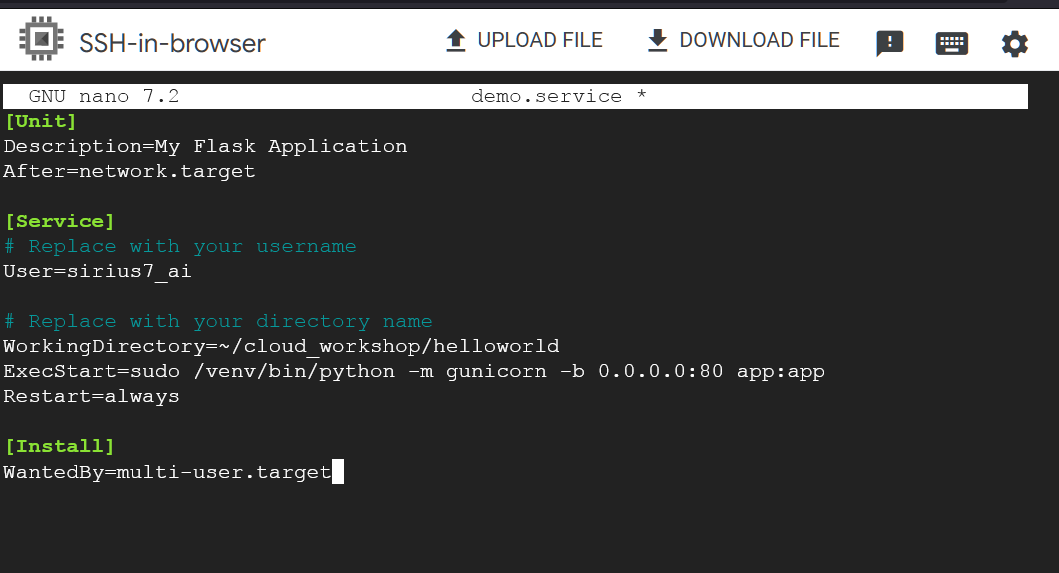 SSH-in-browser UPLOAD FILE DOWNLOAD FILE
GNU nano 7.2 demo.service *
[Unit]
Description=My Flask Application
After=network.target
[Service]
# Replace with your username
User=sirius7_ai
# Replace with your directory name
WorkingDirectory=~/cloud_workshop/helloworld
ExecStart=sudo /venv/bin/python -m gunicorn -b 0.0.0.0:80 app:app
Restart=always
[Install]
WantedBy=multi-user.target